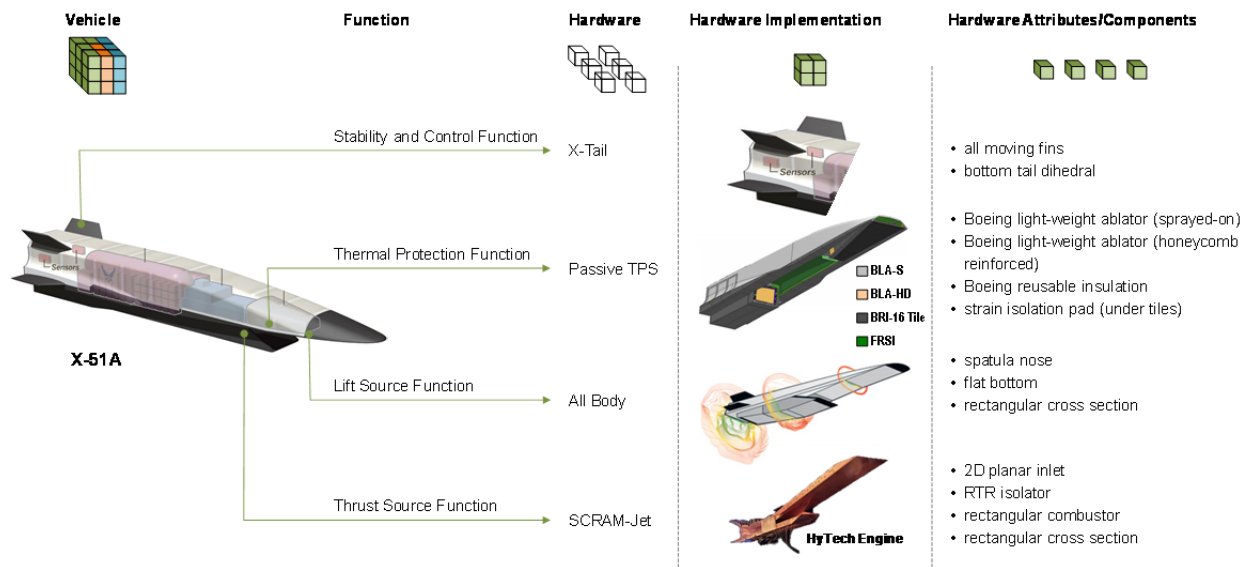 Vehicle
Function
Hardware
Hardware Implementation
Hardware Attributes/Components
Stability and Control Function
X-Tail
Sensors
• all moving fins
• bottom tail dihedral
Sensors
X-51A
Thermal Protection Function
Passive TPS
BLA-S
BLA-HD
BRI-16 Tile
FRSI
• Boeing light-weight ablator (sprayed-on)
• Boeing light-weight ablator (honeycomb
reinforced)
• Boeing reusable insulation
• strain isolation pad (under tiles)
Lift Source Function
All Body
• spatula nose
• flat bottom
• rectangular cross section
Thrust Source Function
SCRAM-Jet
HyTech Engine
• 2D planar inlet
• RTR isolator
• rectangular combustor
• rectangular cross section